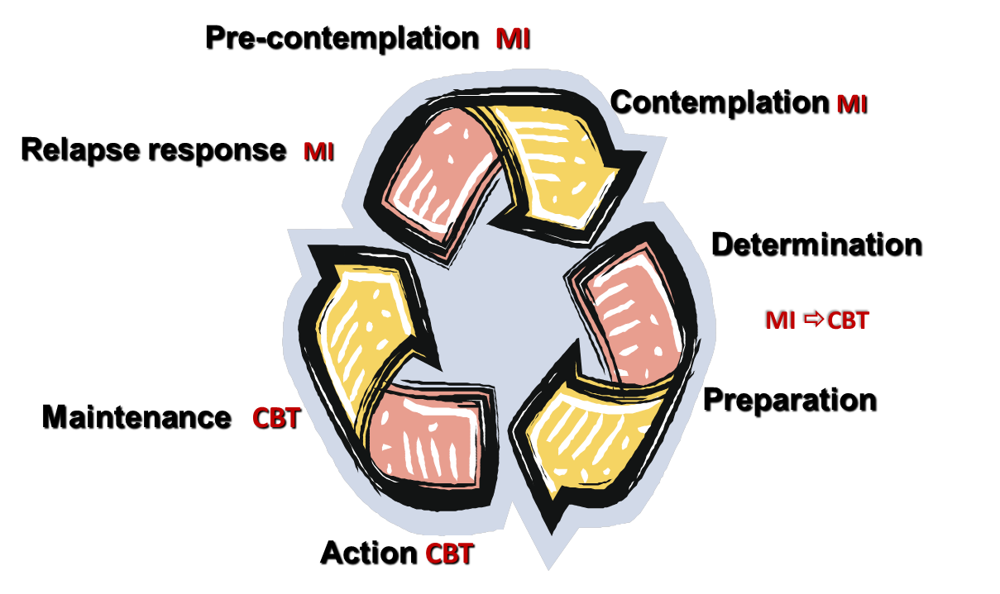 Pre-contemplation MI
Contemplation MI
Relapse response MI
Determination
MI ⇨CBT
Preparation
Maintenance CBT
Action CBT